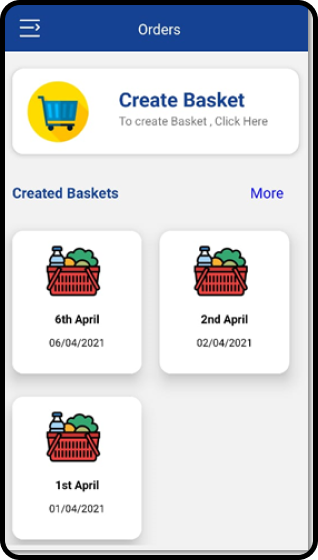 Orders
Create Basket
To create Basket , Click Here
Created Baskets
More
6th April
06/04/2021
2nd April
02/04/2021
1st April
01/04/2021